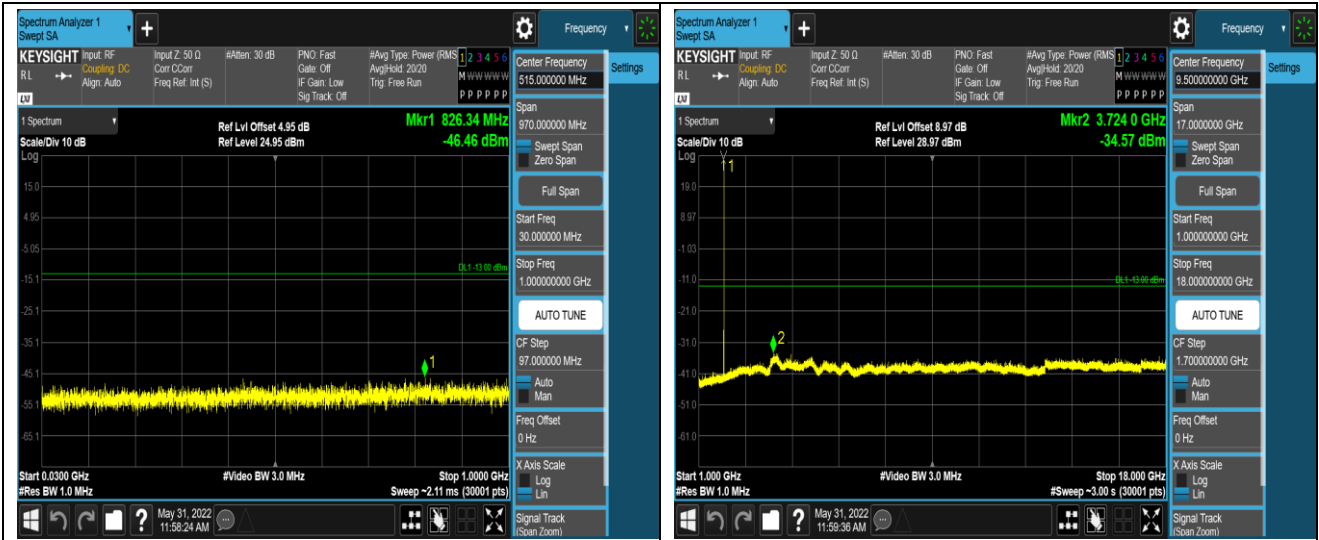 Spectrum Analyzer 1
Swept SA
Frequency
KEYSIGHT
Input: RF
Coupling: DC
Align: Auto
Input Z: 50 Ω
Corr CCorr
Freq Ref: Int (S)
#Atten: 30 dB
PNO: Fast
Gate: Off
IF Gain: Low
Sig Track: Off
#Avg Type: Power (RMS
Avg|Hold: 20/20
Trig: Free Run
1 2 3 4 5 6
M W W W W W
P P P P P P
RL
LXI
1 Spectrum
Scale/Div 10 dB
Log
Ref Lvl Offset 4.95 dB
Ref Level 24.95 dBm
Mkr1 826.34 MHz
-46.46 dBm
15.0
4.95
-5.05
-15.1
-25.1
-35.1
-45.1
-55.1
-65.1
DL1 -13.00 dBm
1
Start 0.0300 GHz
#Res BW 1.0 MHz
#Video BW 3.0 MHz
Stop 1.0000 GHz
Sweep ~2.11 ms (30001 pts)
May 31, 2022
11:58:24 AM
Center Frequency
515.000000 MHz
Settings
Span
970.000000 MHz
Swept Span
Zero Span
Full Span
Start Freq
30.000000 MHz
Stop Freq
1.000000000 GHz
AUTO TUNE
CF Step
97.000000 MHz
Auto
Man
Freq Offset
0 Hz
X Axis Scale
Log
Lin
Signal Track
(Span Zoom)
Spectrum Analyzer 1
Swept SA
Frequency
KEYSIGHT
Input: RF
Coupling: DC
Align: Auto
Input Z: 50 Ω
Corr CCorr
Freq Ref: Int (S)
#Atten: 30 dB
PNO: Fast
Gate: Off
IF Gain: Low
Sig Track: Off
#Avg Type: Power (RMS
Avg|Hold: 20/20
Trig: Free Run
1 2 3 4 5 6
M W W W W W
P P P P P P
RL
LXI
1 Spectrum
Scale/Div 10 dB
Log
Ref Lvl Offset 8.97 dB
Ref Level 28.97 dBm
Mkr2 3.724 0 GHz
-34.57 dBm
19.0
8.97
-1.03
-11.0
-21.0
-31.0
-41.0
-51.0
-61.0
DL1 -13.00 dBm
1
2
Start 1.000 GHz
#Res BW 1.0 MHz
#Video BW 3.0 MHz
Stop 18.000 GHz
#Sweep ~3.00 s (30001 pts)
May 31, 2022
11:59:36 AM
Center Frequency
9.500000000 GHz
Settings
Span
17.0000000 GHz
Swept Span
Zero Span
Full Span
Start Freq
1.000000000 GHz
Stop Freq
18.000000000 GHz
AUTO TUNE
CF Step
1.700000000 GHz
Auto
Man
Freq Offset
0 Hz
X Axis Scale
Log
Lin
Signal Track
(Span Zoom)